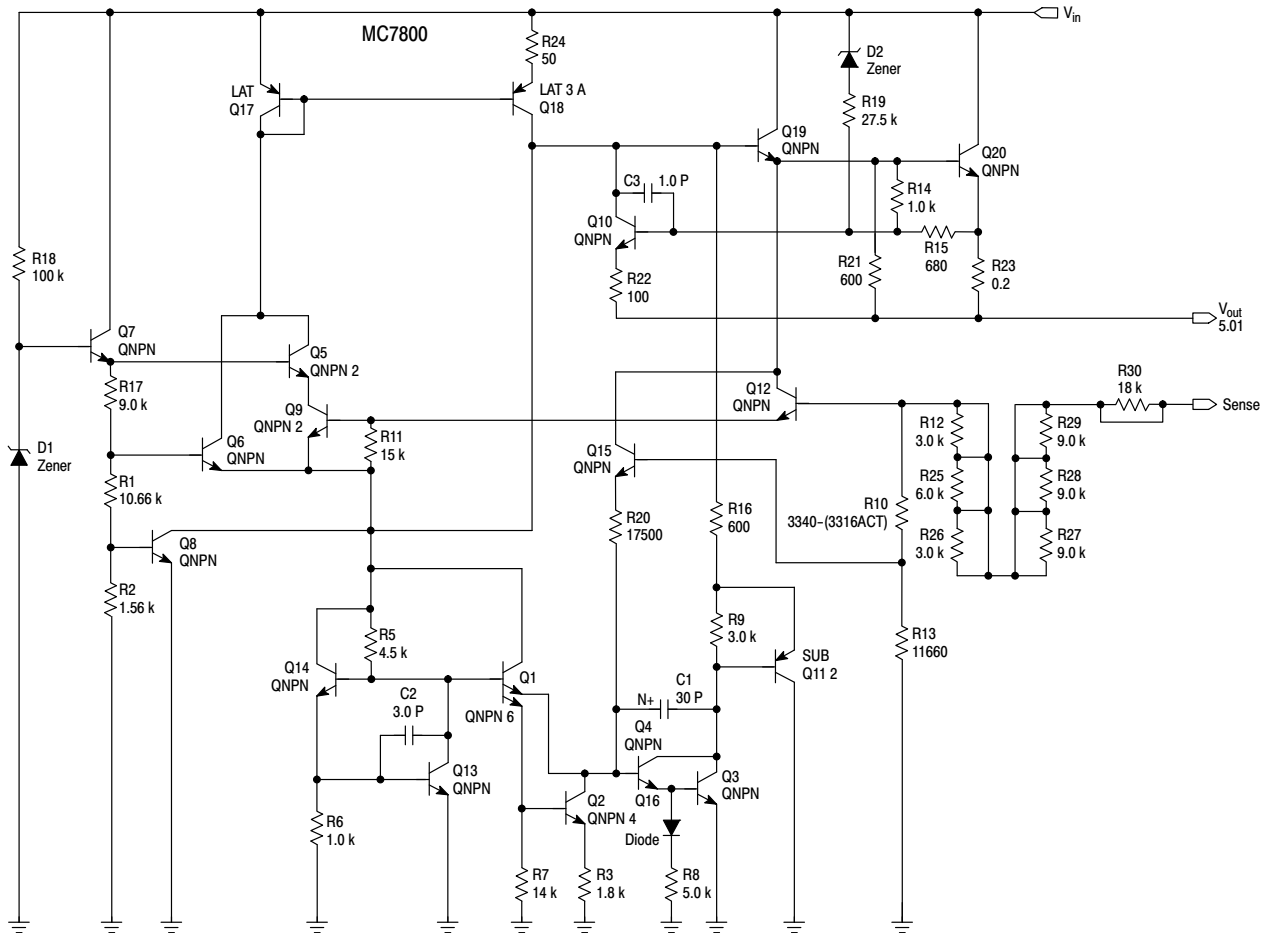 MC7800
Vin
R24
50
D2
Zener
LAT
Q17
LAT 3 A
Q18
R19
27.5 k
Q19
QNPN
Q20
QNPN
C3
1.0 P
R14
1.0 k
Q10
QNPN
R15
680
R18
100 k
R22
100
R21
600
R23
0.2
Vout
5.01
Q7
QNPN
Q5
QNPN 2
R17
9.0 k
R30
18 k
Q9
QNPN 2
Q12
QNPN
Sense
R11
15 k
R12
3.0 k
R29
9.0 k
D1
Zener
Q6
QNPN
Q15
QNPN
R1
10.66 k
R25
6.0 k
R28
9.0 k
R10
3340-(3316ACT)
R20
17500
R16
600
R26
3.0 k
R27
9.0 k
Q8
QNPN
R2
1.56 k
R9
3.0 k
R5
4.5 k
R13
11660
Q14
QNPN
Q1
QNPN 6
SUB
Q11 2
C2
3.0 P
N+
C1
30 P
Q4
QNPN
Q13
QNPN
Q3
QNPN
Q16
Q2
QNPN 4
R6
1.0 k
Diode
R7
14 k
R3
1.8 k
R8
5.0 k